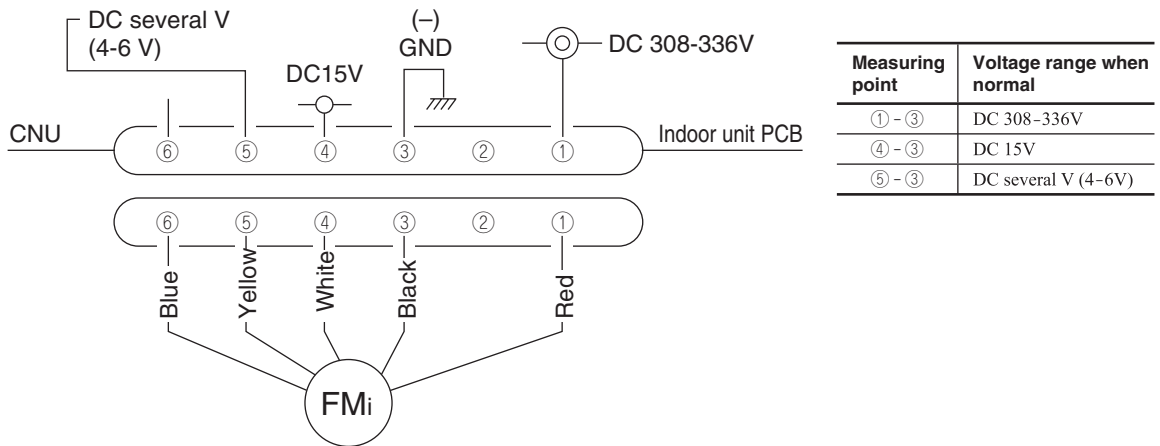 DC several V
(4-6 V)
DC15V
(–)
GND
DC 308-336V
CNU
⑥ ⑤ ④ ③ ② ①
Indoor unit PCB
⑥ ⑤ ④ ③ ② ①
Blue
Yellow
White
Black
Red
FMi
Measuring point Voltage range when normal
①-③ DC 308-336V
④-③ DC 15V
⑤-③ DC several V (4-6V)